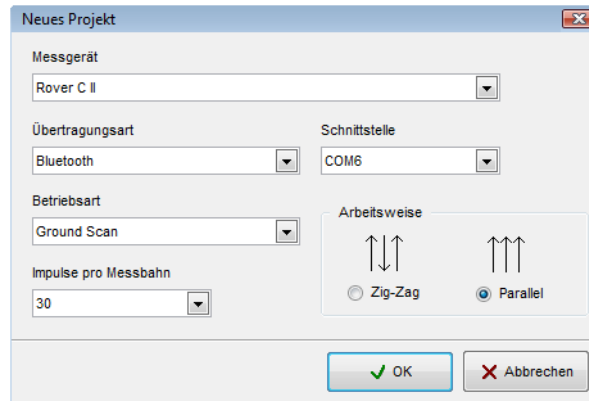 Neues Projekt
Messgerät
Rover C II
Übertragungsart
Schnittstelle
Bluetooth
COM6
Betriebsart
Arbeitsweise
Ground Scan
Impulse pro Messbahn
Zig-Zag
Parallel
30
OK
Abbrechen